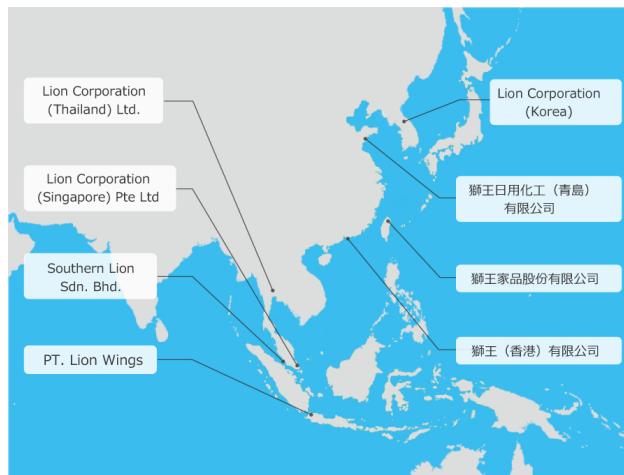 Lion Corporation
(Thailand) Ltd.
Lion Corporation
(Singapore) Pte Ltd
Southern Lion
Sdn. Bhd.
PT. Lion Wings
Lion Corporation
(Korea)
獅王日用化工（青島）
有限公司
獅王家品股份有限公司
獅王（香港）有限公司